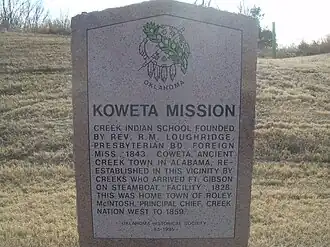 OKLAHOMA
KOWETA MISSION
CREEK INDIAN SCHOOL FOUNDED
BY REV. R.M. LOUGHRIDGE,
PRESBYTERIAN BD. FOREIGN
MISS. 1843. COWETA, ANCIENT
CREEK TOWN IN ALABAMA, RE-
ESTABLISHED IN THIS VICINITY BY
CREEKS WHO ARRIVED FT. GIBSON
ON STEAMBOAT "FACILITY", 1828.
THIS WAS HOME TOWN OF ROLEY
McINTOSH, PRINCIPAL CHIEF, CREEK
NATION WEST TO 1859.
OKLAHOMA HISTORICAL SOCIETY